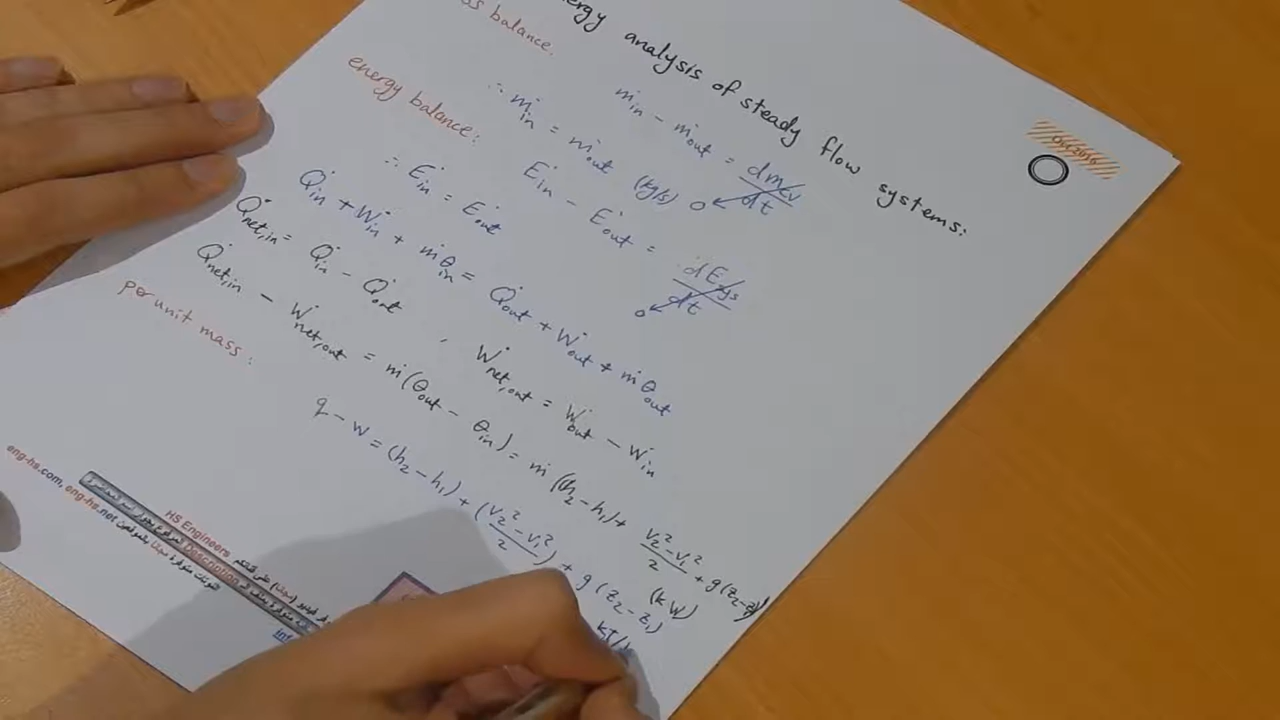 analysis of steady flow systems:
balance.
ṁin - ṁout = dmcv/dt
0
∴ ṁin = ṁout (kg/s)
energy balance:
Ėin - Ėout = dEsys/dt
0
∴ Ėin = Ėout
Q̇in + Ẇin + ṁθin = Q̇out + Ẇout + ṁθout
Q̇net,in = Q̇in - Q̇out , Ẇnet,out = Ẇout - Ẇin
Q̇net,in - Ẇnet,out = ṁ(θout - θin) = ṁ((h2-h1) + (v2²-v1²)/2 + g(z2-z1))
(kW)
per unit mass:
q - w = (h2-h1) + (v2²-v1²)/2) + g(z2-z1)
kJ/
HS Engineers
eng-hs.com, eng-hs.net